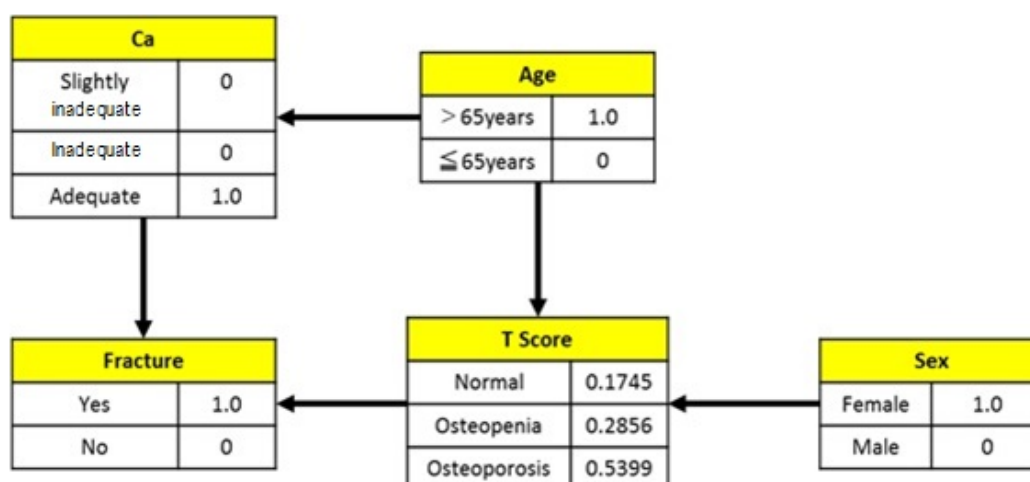 Ca
Slightly 0
inadequate
Inadequate 0
Adequate 1.0
Age
>65years 1.0
≦65years 0
Fracture
Yes 1.0
No 0
T Score
Normal 0.1745
Osteopenia 0.2856
Osteoporosis 0.5399
Sex
Female 1.0
Male 0